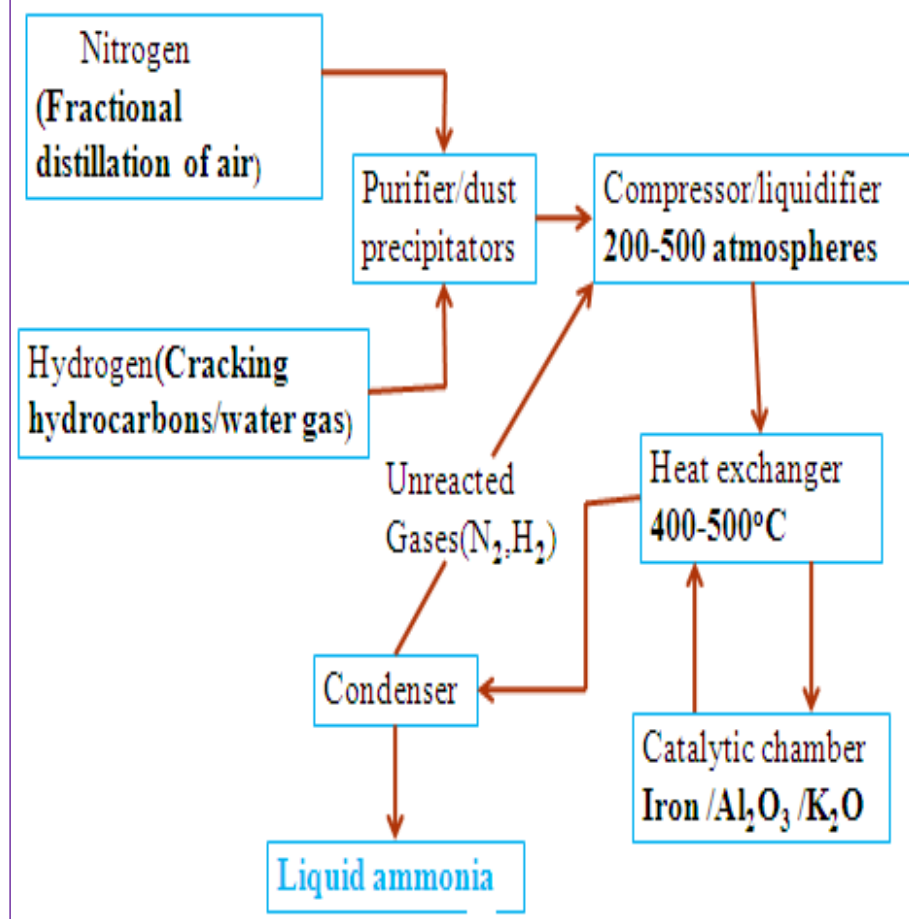 Nitrogen
(Fractional
distillation of air)
Purifier/dust
precipitators
Compressor/liquidifier
200-500 atmospheres
Hydrogen(Cracking
hydrocarbons/water gas)
Unreacted
Gases(N₂,H₂)
Heat exchanger
400-500°C
Condenser
Catalytic chamber
Iron /Al₂O₃ /K₂O
Liquid ammonia